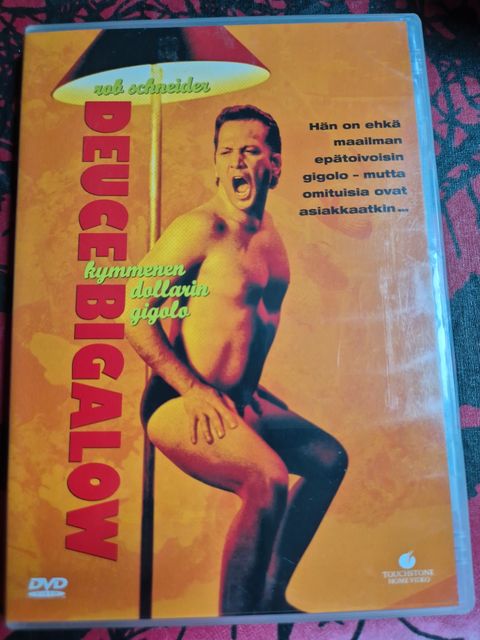 rob schneider
DEUCE BIGALOW
kymmenen
dollarin
gigolo
Hän on ehkä
maailman
epätoivoisin
gigolo - mutta
omituisia ovat
asiakkaatkin...
DVD
VIDEO
TOUCHSTONE
HOME VIDEO